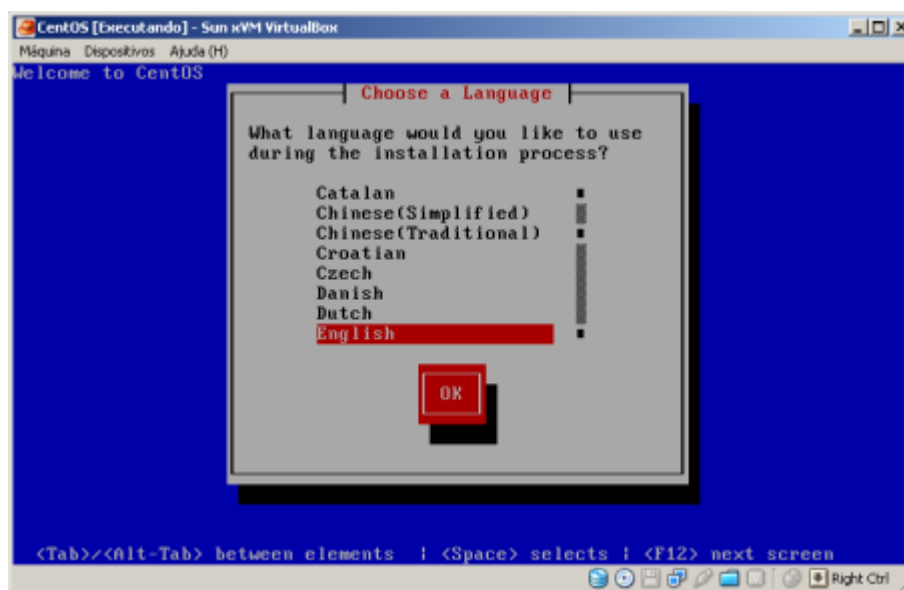 CentOS [Executando] - Sun xVM VirtualBox
Máquina Dispositivos Ajuda (H)
Welcome to CentOS
Choose a Language
What language would you like to use
during the installation process?
Catalan
Chinese(Simplified)
Chinese(Traditional)
Croatian
Czech
Danish
Dutch
English
OK
<Tab>/<Alt-Tab> between elements | <Space> selects | <F12> next screen
Right Ctrl